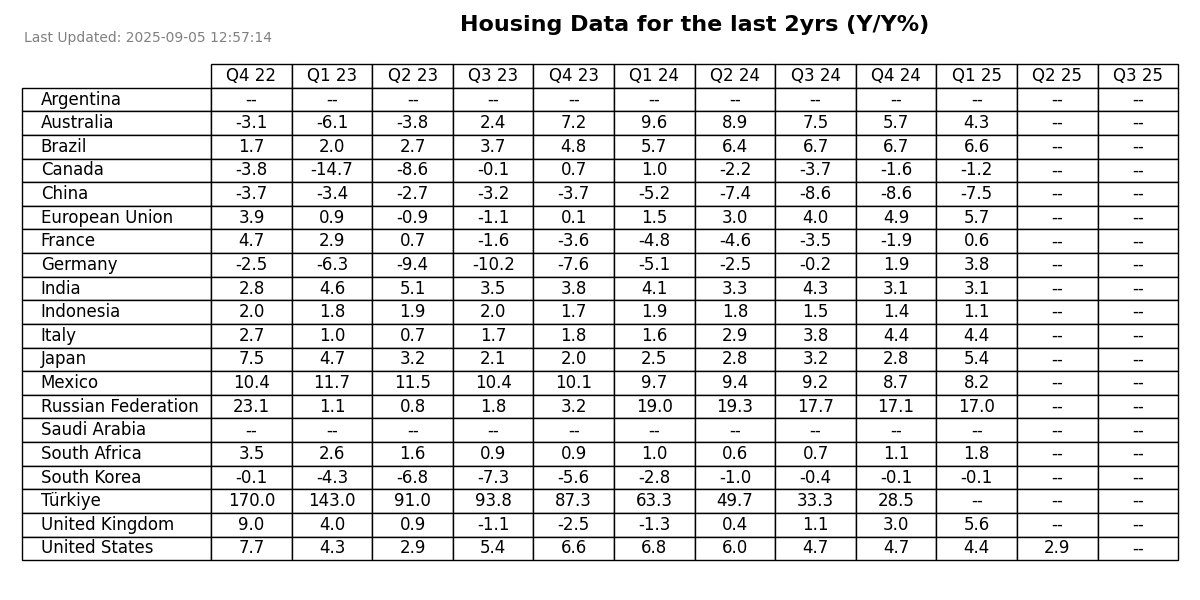 Housing Data for the last 2yrs (Y/Y%)
Last Updated: 2025-09-05 12:57:14
Q4 22 Q1 23 Q2 23 Q3 23 Q4 23 Q1 24 Q2 24 Q3 24 Q4 24 Q1 25 Q2 25 Q3 25
Argentina -- -- -- -- -- -- -- -- -- -- -- --
Australia -3.1 -6.1 -3.8 2.4 7.2 9.6 8.9 7.5 5.7 4.3 -- --
Brazil 1.7 2.0 2.7 3.7 4.8 5.7 6.4 6.7 6.7 6.6 -- --
Canada -3.8 -14.7 -8.6 -0.1 0.7 1.0 -2.2 -3.7 -1.6 -1.2 -- --
China -3.7 -3.4 -2.7 -3.2 -3.7 -5.2 -7.4 -8.6 -8.6 -7.5 -- --
European Union 3.9 0.9 -0.9 -1.1 0.1 1.5 3.0 4.0 4.9 5.7 -- --
France 4.7 2.9 0.7 -1.6 -3.6 -4.8 -4.6 -3.5 -1.9 0.6 -- --
Germany -2.5 -6.3 -9.4 -10.2 -7.6 -5.1 -2.5 -0.2 1.9 3.8 -- --
India 2.8 4.6 5.1 3.5 3.8 4.1 3.3 4.3 3.1 3.1 -- --
Indonesia 2.0 1.8 1.9 2.0 1.7 1.9 1.8 1.5 1.4 1.1 -- --
Italy 2.7 1.0 0.7 1.7 1.8 1.6 2.9 3.8 4.4 4.4 -- --
Japan 7.5 4.7 3.2 2.1 2.0 2.5 2.8 3.2 2.8 5.4 -- --
Mexico 10.4 11.7 11.5 10.4 10.1 9.7 9.4 9.2 8.7 8.2 -- --
Russian Federation 23.1 1.1 0.8 1.8 3.2 19.0 19.3 17.7 17.1 17.0 -- --
Saudi Arabia -- -- -- -- -- -- -- -- -- -- -- --
South Africa 3.5 2.6 1.6 0.9 0.9 1.0 0.6 0.7 1.1 1.8 -- --
South Korea -0.1 -4.3 -6.8 -7.3 -5.6 -2.8 -1.0 -0.4 -0.1 -0.1 -- --
Türkiye 170.0 143.0 91.0 93.8 87.3 63.3 49.7 33.3 28.5 -- -- --
United Kingdom 9.0 4.0 0.9 -1.1 -2.5 -1.3 0.4 1.1 3.0 5.6 -- --
United States 7.7 4.3 2.9 5.4 6.6 6.8 6.0 4.7 4.7 4.4 2.9 --